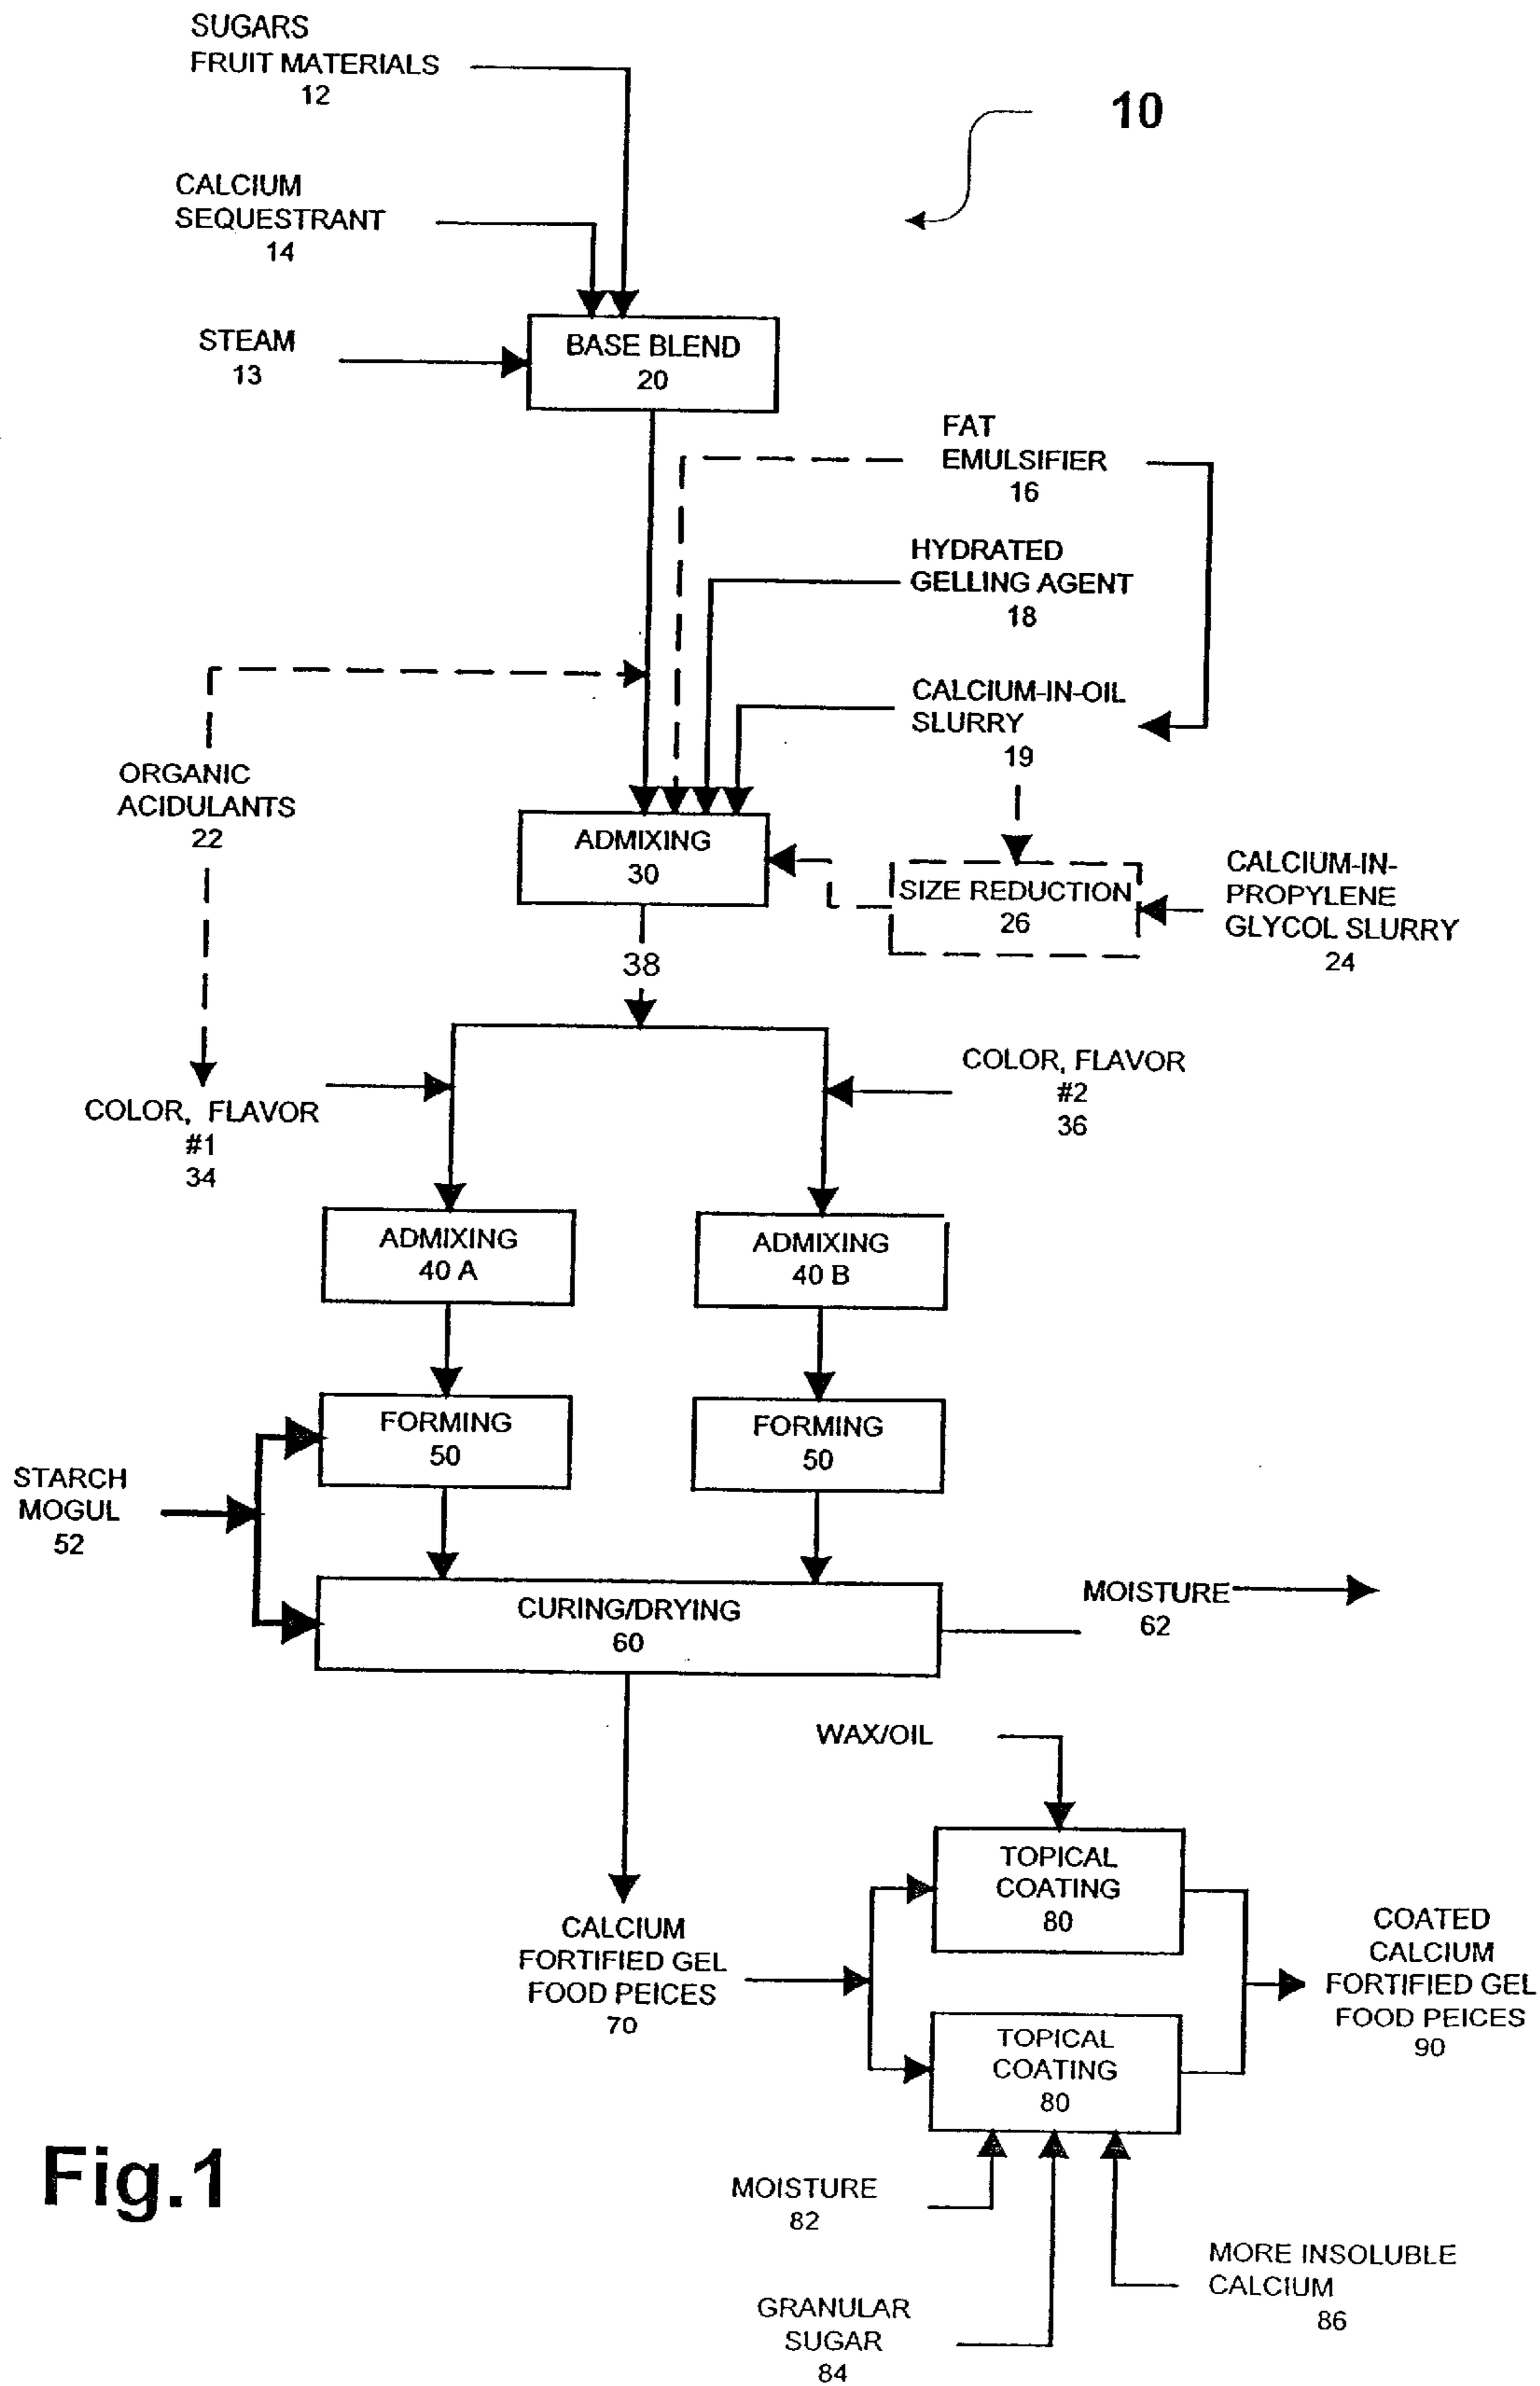 SUGARS
FRUIT MATERIALS
12
10
CALCIUM
SEQUESTRANT
14
STEAM
13
BASE BLEND
20
FAT
EMULSIFIER
16
HYDRATED
GELLING AGENT
18
CALCIUM-IN-OIL
SLURRY
19
ORGANIC
ACIDULANTS
22
ADMIXING
30
SIZE REDUCTION
26
CALCIUM-IN-
PROPYLENE
GLYCOL SLURRY
24
38
COLOR, FLAVOR
#1
34
COLOR, FLAVOR
#2
36
ADMIXING
40 A
ADMIXING
40 B
FORMING
50
FORMING
50
STARCH
MOGUL
52
CURING/DRYING
60
MOISTURE
62
WAX/OIL
TOPICAL
COATING
80
CALCIUM
FORTIFIED GEL
FOOD PEICES
70
COATED
CALCIUM
FORTIFIED GEL
FOOD PEICES
90
TOPICAL
COATING
80
MOISTURE
82
GRANULAR
SUGAR
84
MORE INSOLUBLE
CALCIUM
86
Fig.1